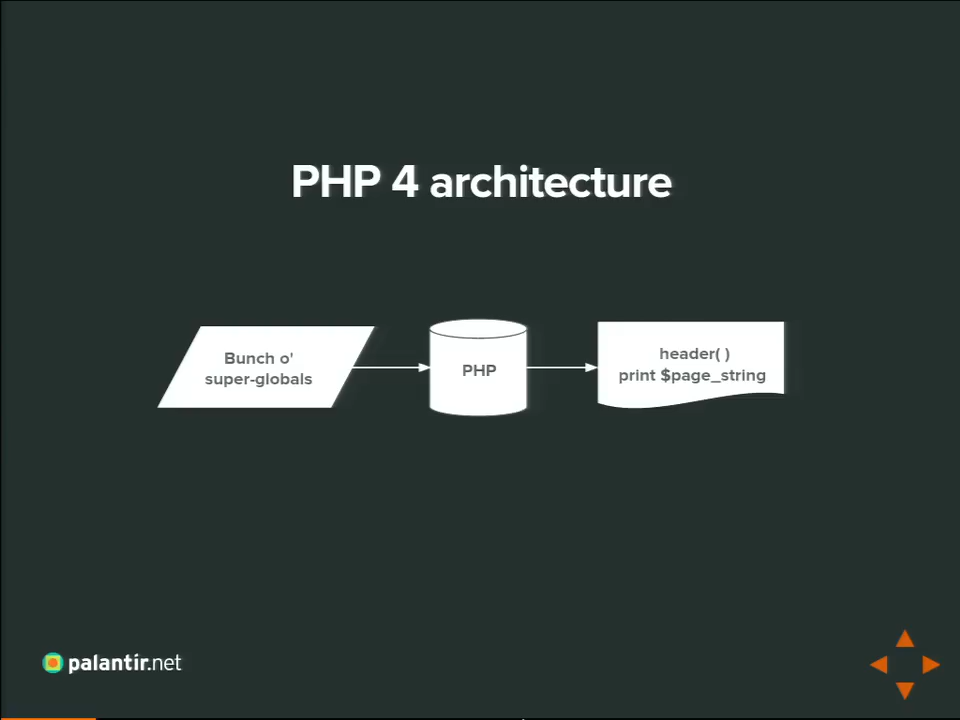 PHP 4 architecture
Bunch o'
super-globals
PHP
header( )
print $page_string
palantir.net